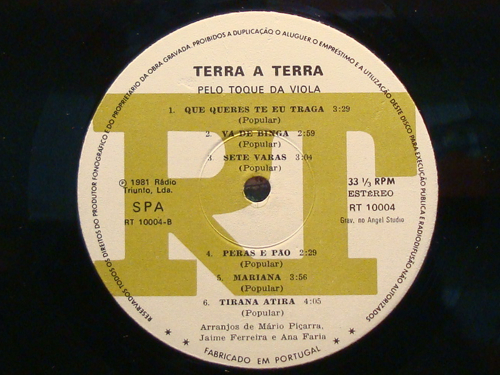 RESERVADOS TODOS OS DIREITOS DO PRODUTOR FONOGRÁFICO E DO PROPRIETÁRIO DA OBRA GRAVADA. PROIBIDOS A DUPLICAÇÃO O ALUGUER O EMPRÉSTIMO E A UTILIZAÇÃO DESTE DISCO PARA EXECUÇÃO PÚBLICA E RADIODIFUSÃO NÃO AUTORIZADOS
TERRA A TERRA
PELO TOQUE DA VIOLA
1. QUE QUERES TE EU TRAGA 3:29
(Popular)
2. VA DE BINGA 2:59
(Popular)
3. SETE VARAS 3:04
(Popular)
℗ 1981 Rádio
Triunfo, Lda.
SPA
RT 10004-B
33 ⅓ RPM
ESTÉREO
RT 10004
Grav. no Angel Studio
RT
4. PERAS E PÃO 2:29
(Popular)
5. MARIANA 3:56
(Popular)
6. TIRANA ATIRA 4:05
(Popular)
Arranjos de Mário Piçarra,
Jaime Ferreira e Ana Faria
* * FABRICADO EM PORTUGAL * *